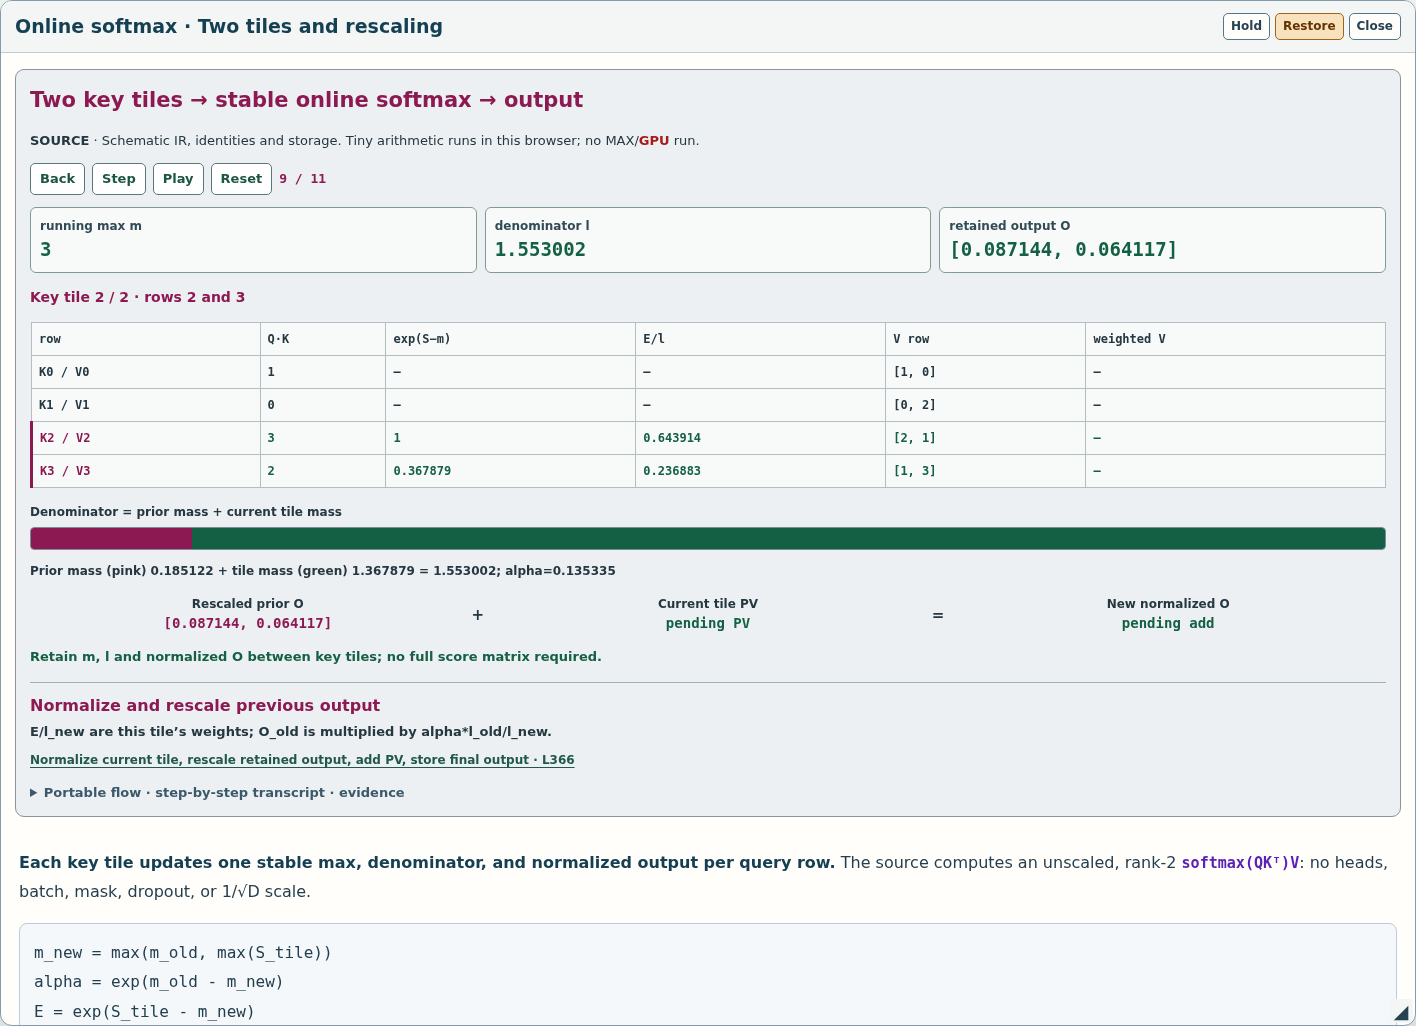 Online softmax · Two tiles and rescaling
Hold Restore Close
Two key tiles → stable online softmax → output
SOURCE · Schematic IR, identities and storage. Tiny arithmetic runs in this browser; no MAX/GPU run.
Back Step Play Reset 9 / 11
running max m
3
denominator l
1.553002
retained output O
[0.087144, 0.064117]
Key tile 2 / 2 · rows 2 and 3
row Q·K exp(S−m) E/l V row weighted V
K0 / V0 1 — — [1, 0] —
K1 / V1 0 — — [0, 2] —
K2 / V2 3 1 0.643914 [2, 1] —
K3 / V3 2 0.367879 0.236883 [1, 3] —
Denominator = prior mass + current tile mass
Prior mass (pink) 0.185122 + tile mass (green) 1.367879 = 1.553002; alpha=0.135335
Rescaled prior O + Current tile PV = New normalized O
[0.087144, 0.064117] pending PV pending add
Retain m, l and normalized O between key tiles; no full score matrix required.
Normalize and rescale previous output
E/l_new are this tile’s weights; O_old is multiplied by alpha*l_old/l_new.
Normalize current tile, rescale retained output, add PV, store final output · L366
▶ Portable flow · step-by-step transcript · evidence
Each key tile updates one stable max, denominator, and normalized output per query row. The source computes an unscaled, rank-2 softmax(QKᵀ)V: no heads,
batch, mask, dropout, or 1/√D scale.
m_new = max(m_old, max(S_tile))
alpha = exp(m_old - m_new)
E = exp(S_tile - m_new)